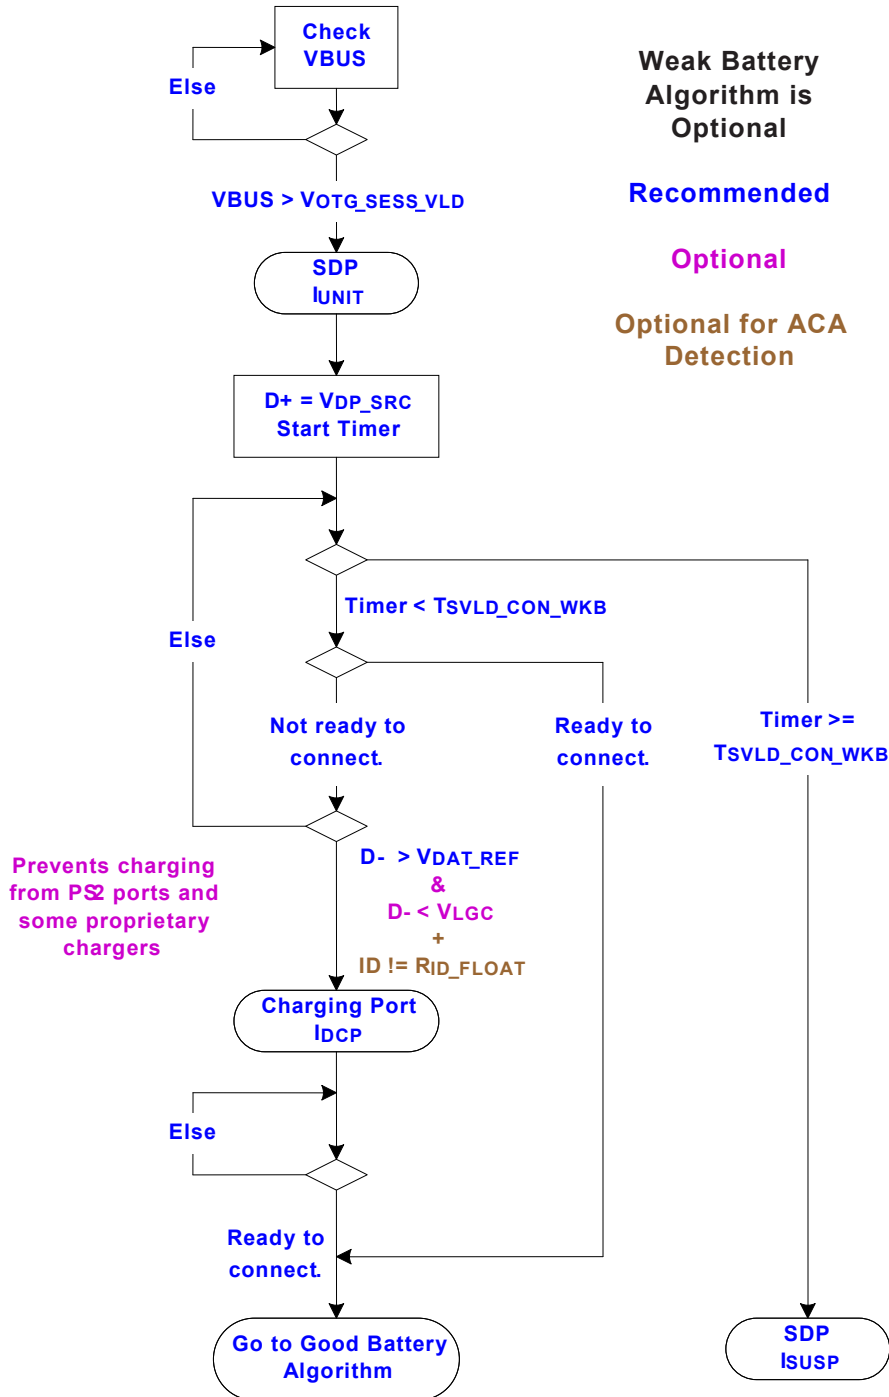 Check
VBUS
Weak Battery
Algorithm is
Optional
Else
VBUS > VOTG_SESS_VLD
Recommended
SDP
IUNIT
Optional
Optional for ACA
Detection
D+ = VDP_SRC
Start Timer
Timer < TSVLD_CON_WKB
Else
Not ready to
connect.
Ready to
connect.
Timer >=
TSVLD_CON_WKB
Prevents charging
from PS2 ports and
some proprietary
chargers
D- > VDAT_REF
&
D- < VLGC
+
ID != RID_FLOAT
Charging Port
IDCP
Else
Ready to
connect.
Go to Good Battery
Algorithm
SDP
ISUSP